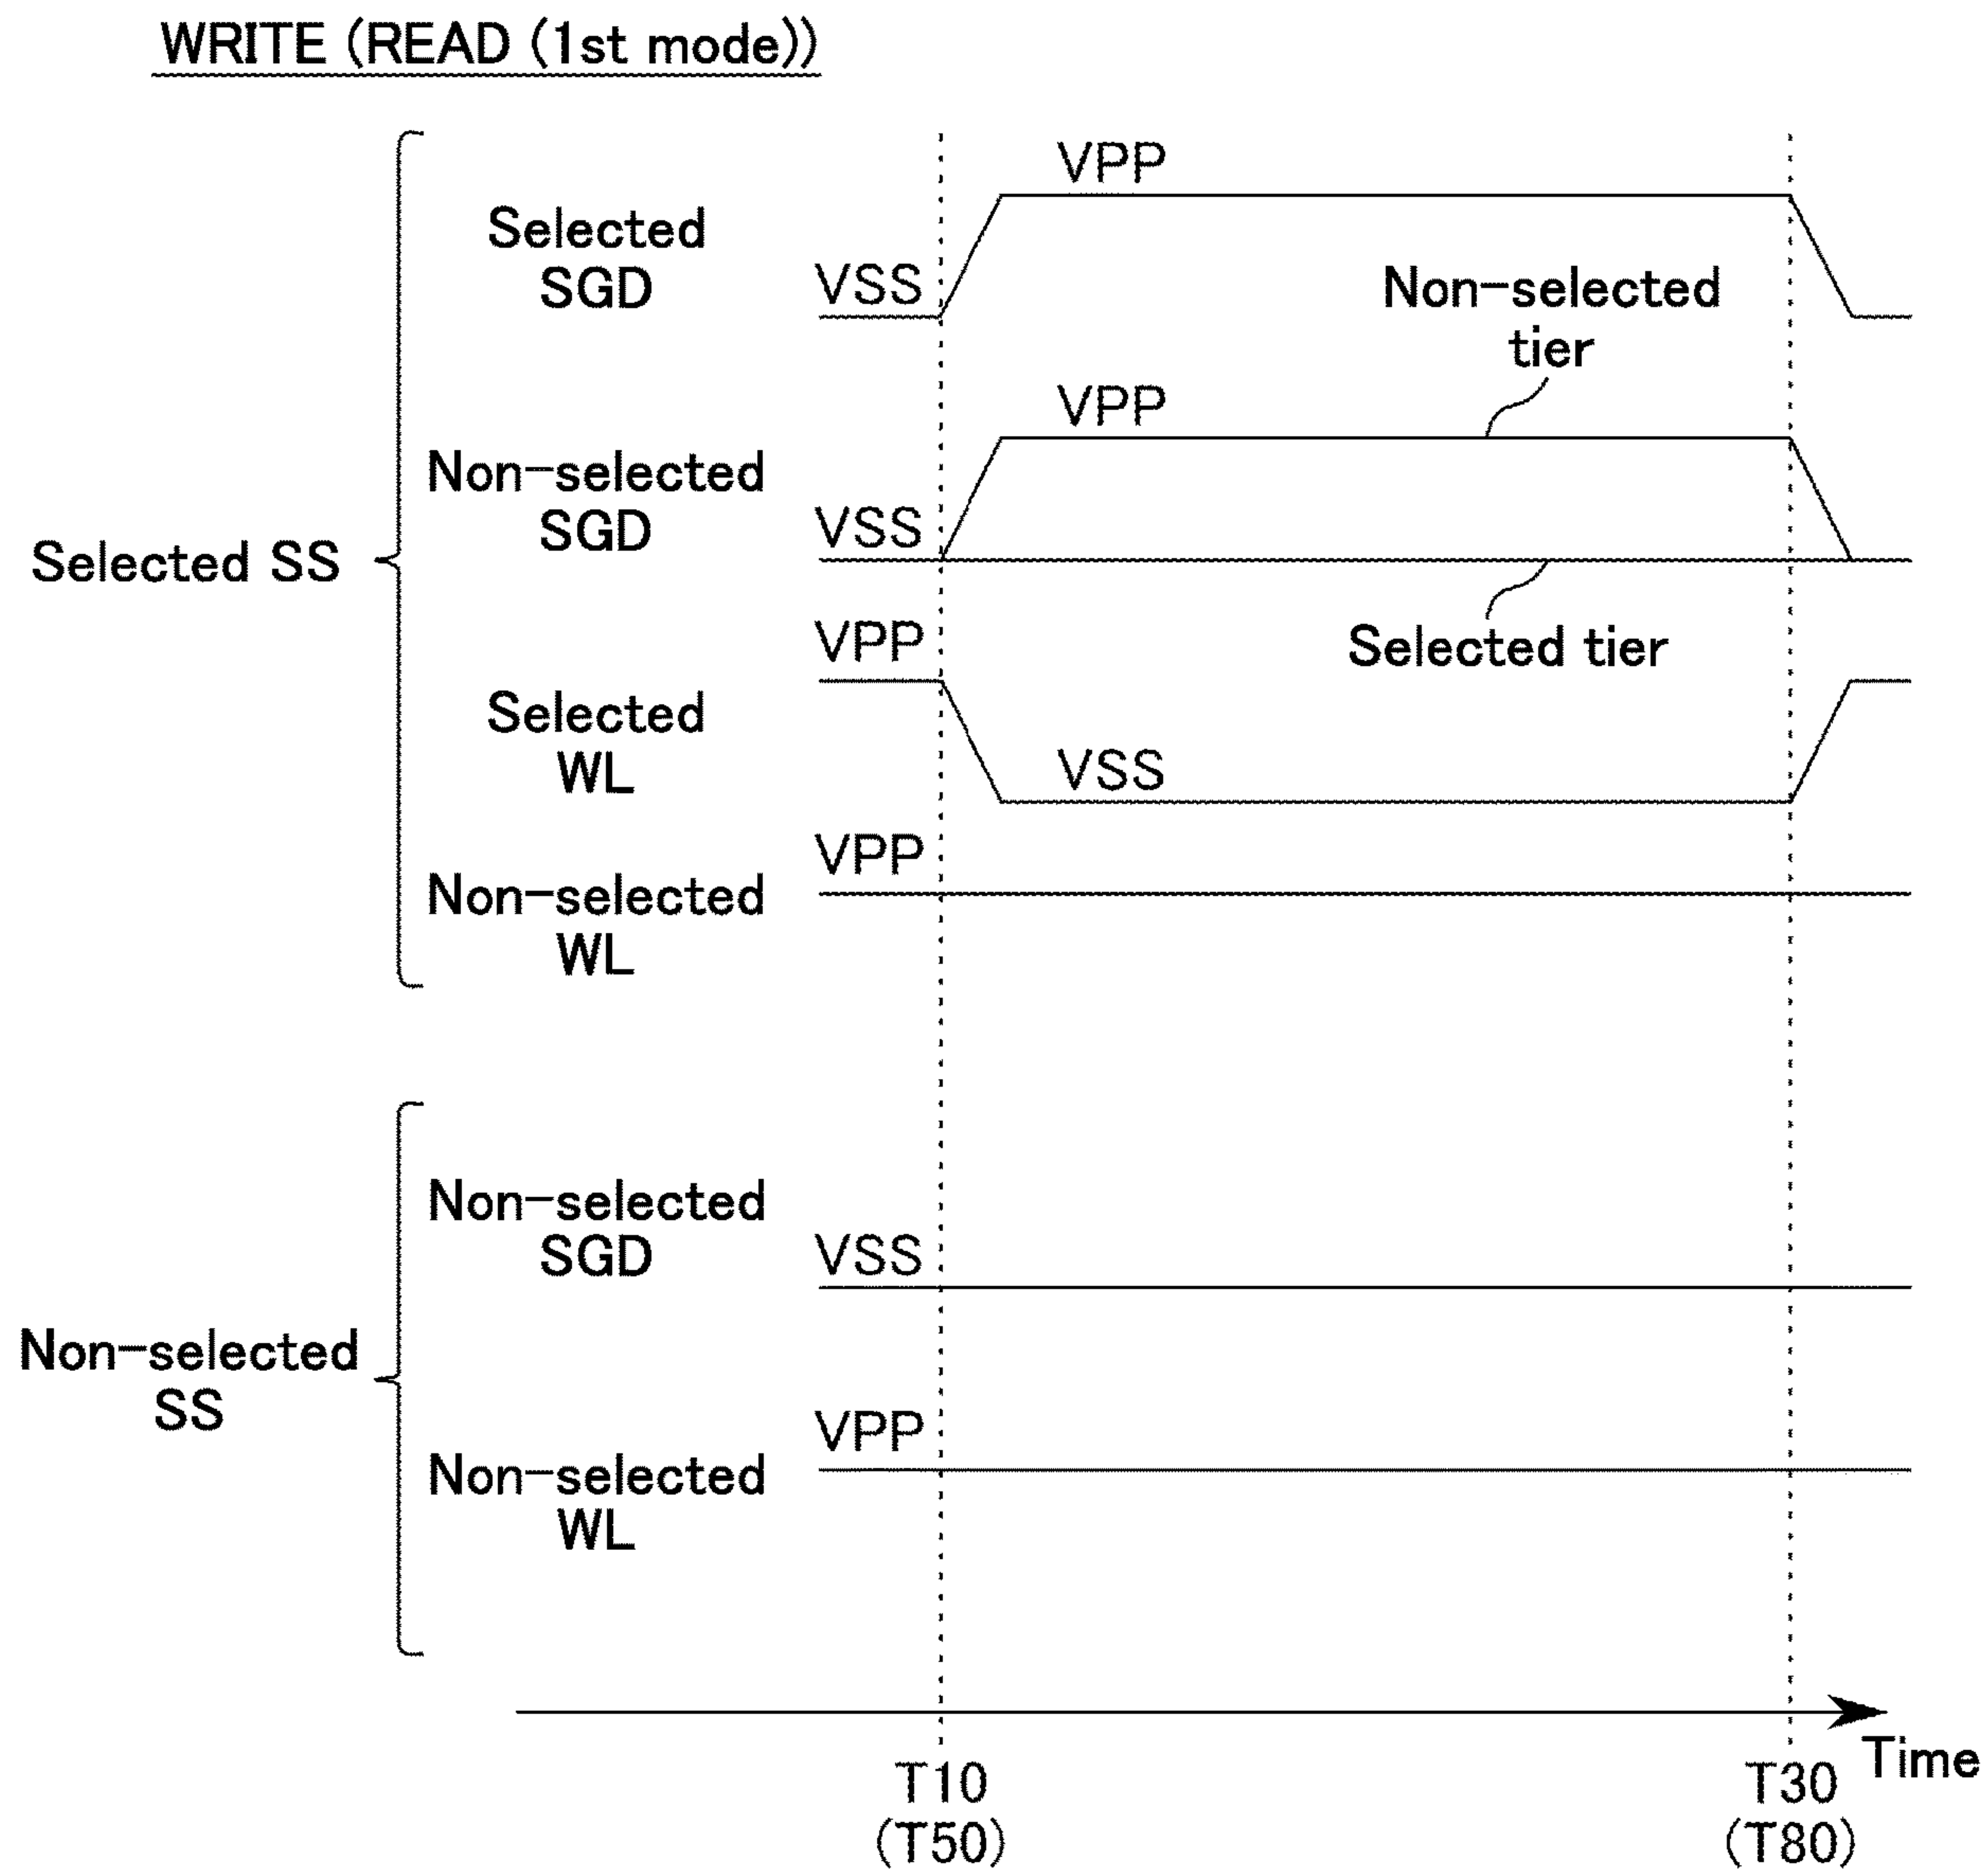 WRITE (READ (1st mode))
VPP
Selected
SGD
VSS
Non-selected
tier
VPP
Non-selected
SGD
VSS
Selected SS
Selected tier
VPP
Selected
WL
VSS
VPP
Non-selected
WL
Non-selected
SGD
VSS
Non-selected
SS
VPP
Non-selected
WL
Time
T10
(T50)
T30
(T80)